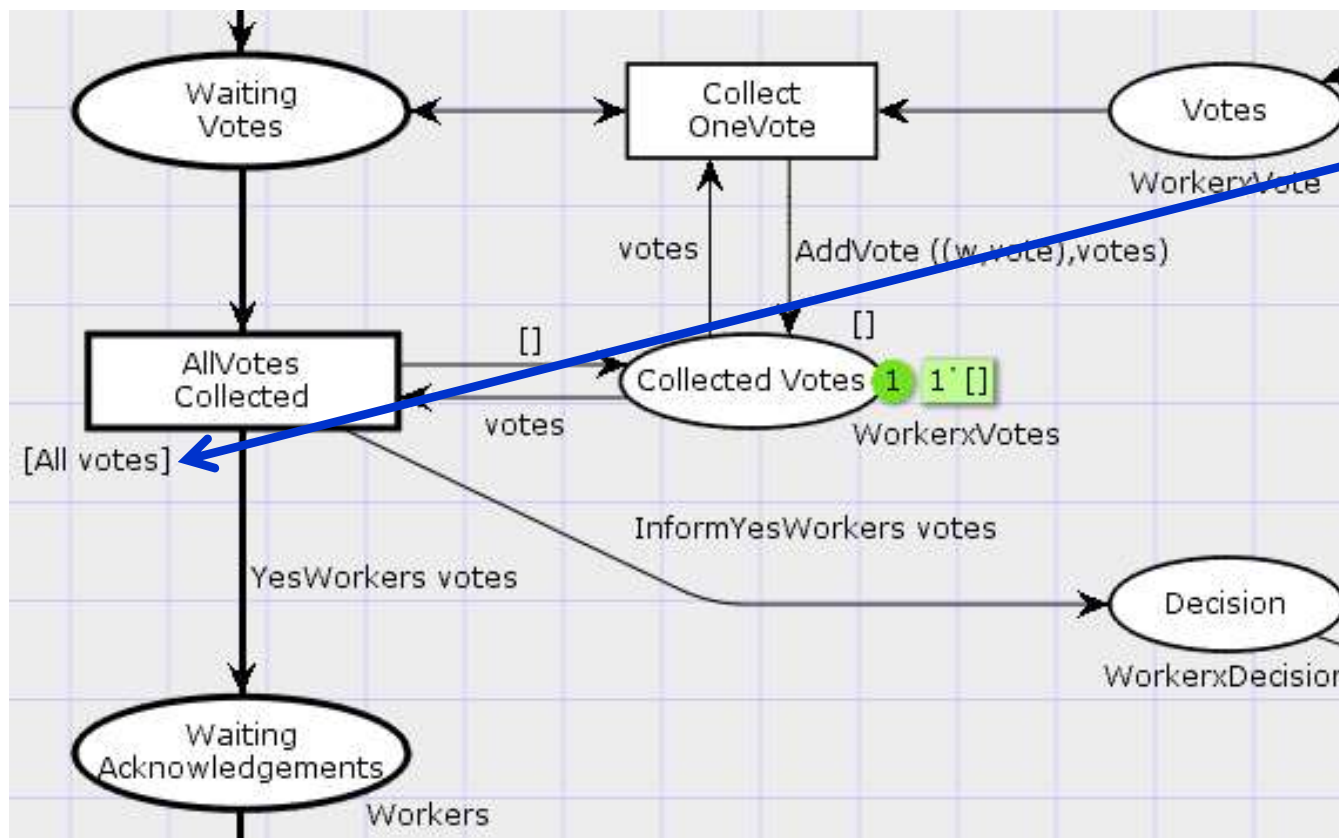 Waiting
Votes
Collect
OneVote
Votes
WorkerxVote
votes
AddVote ((w,vote),votes)
[]
[]
AllVotes
Collected
Collected Votes
1
1`[]
votes
WorkerxVotes
[All votes]
InformYesWorkers votes
YesWorkers votes
Decision
WorkerxDecision
Waiting
Acknowledgements
Workers